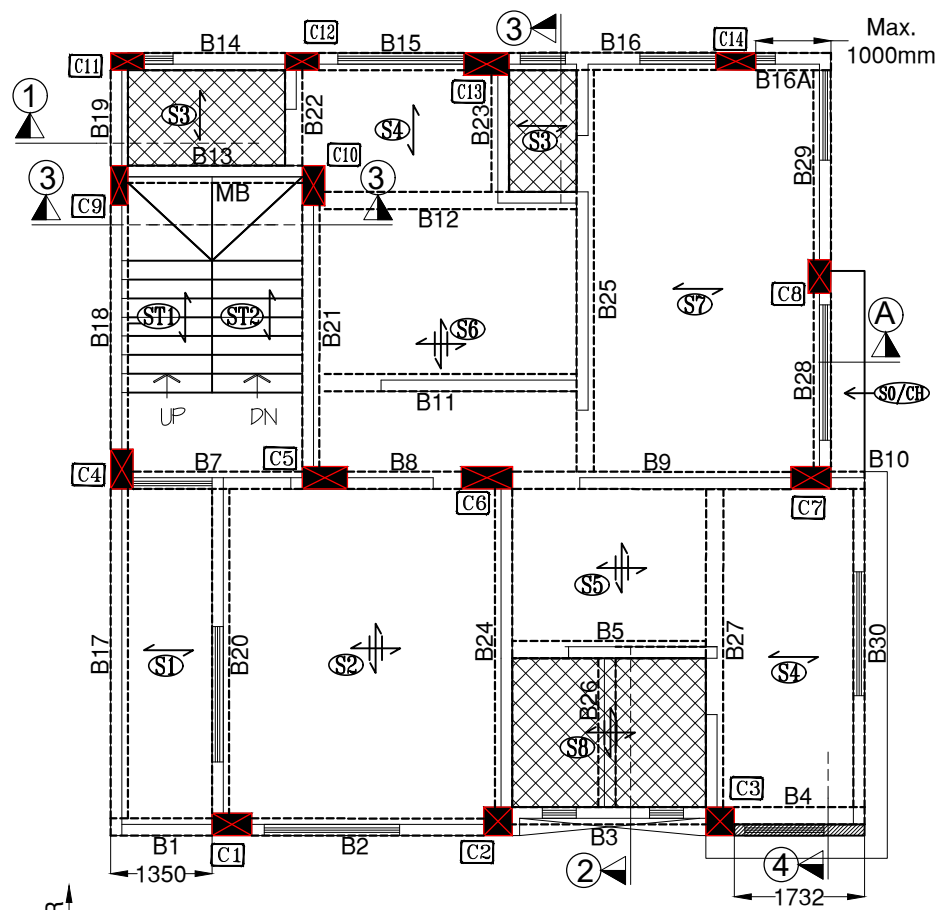 C12
3
C14
Max.
1000mm
B14
B15
B16
C11
B16A
C13
1
B19
S3
B22
S4
B23
S3
B29
B13
C10
3
MB
3
C9
B12
C8
B25
S7
A
B18
ST1
ST2
B21
S6
B28
S0/CH
B11
UP
DN
C4
B7
C5
B8
B9
B10
C6
C7
S5
B5
B17
S1
B20
S2
B24
B27
S4
B30
B26
S8
C3
B4
B1
C1
B2
C2
B3
2
4
1350
1732